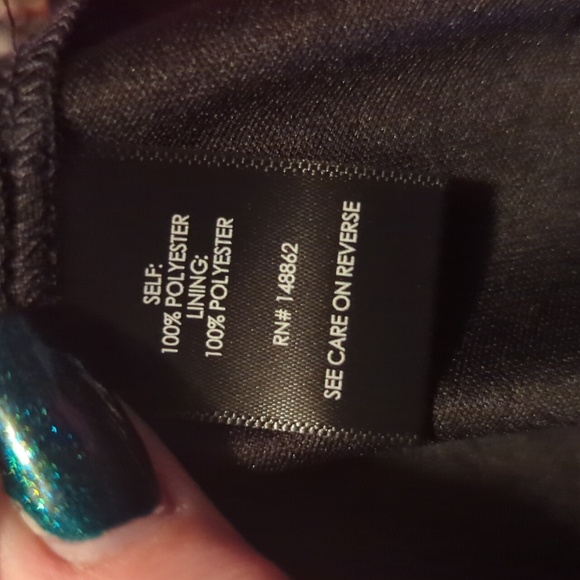 SELF:
100% POLYESTER
LINING:
100% POLYESTER
RN# 148862
SEE CARE ON REVERSE